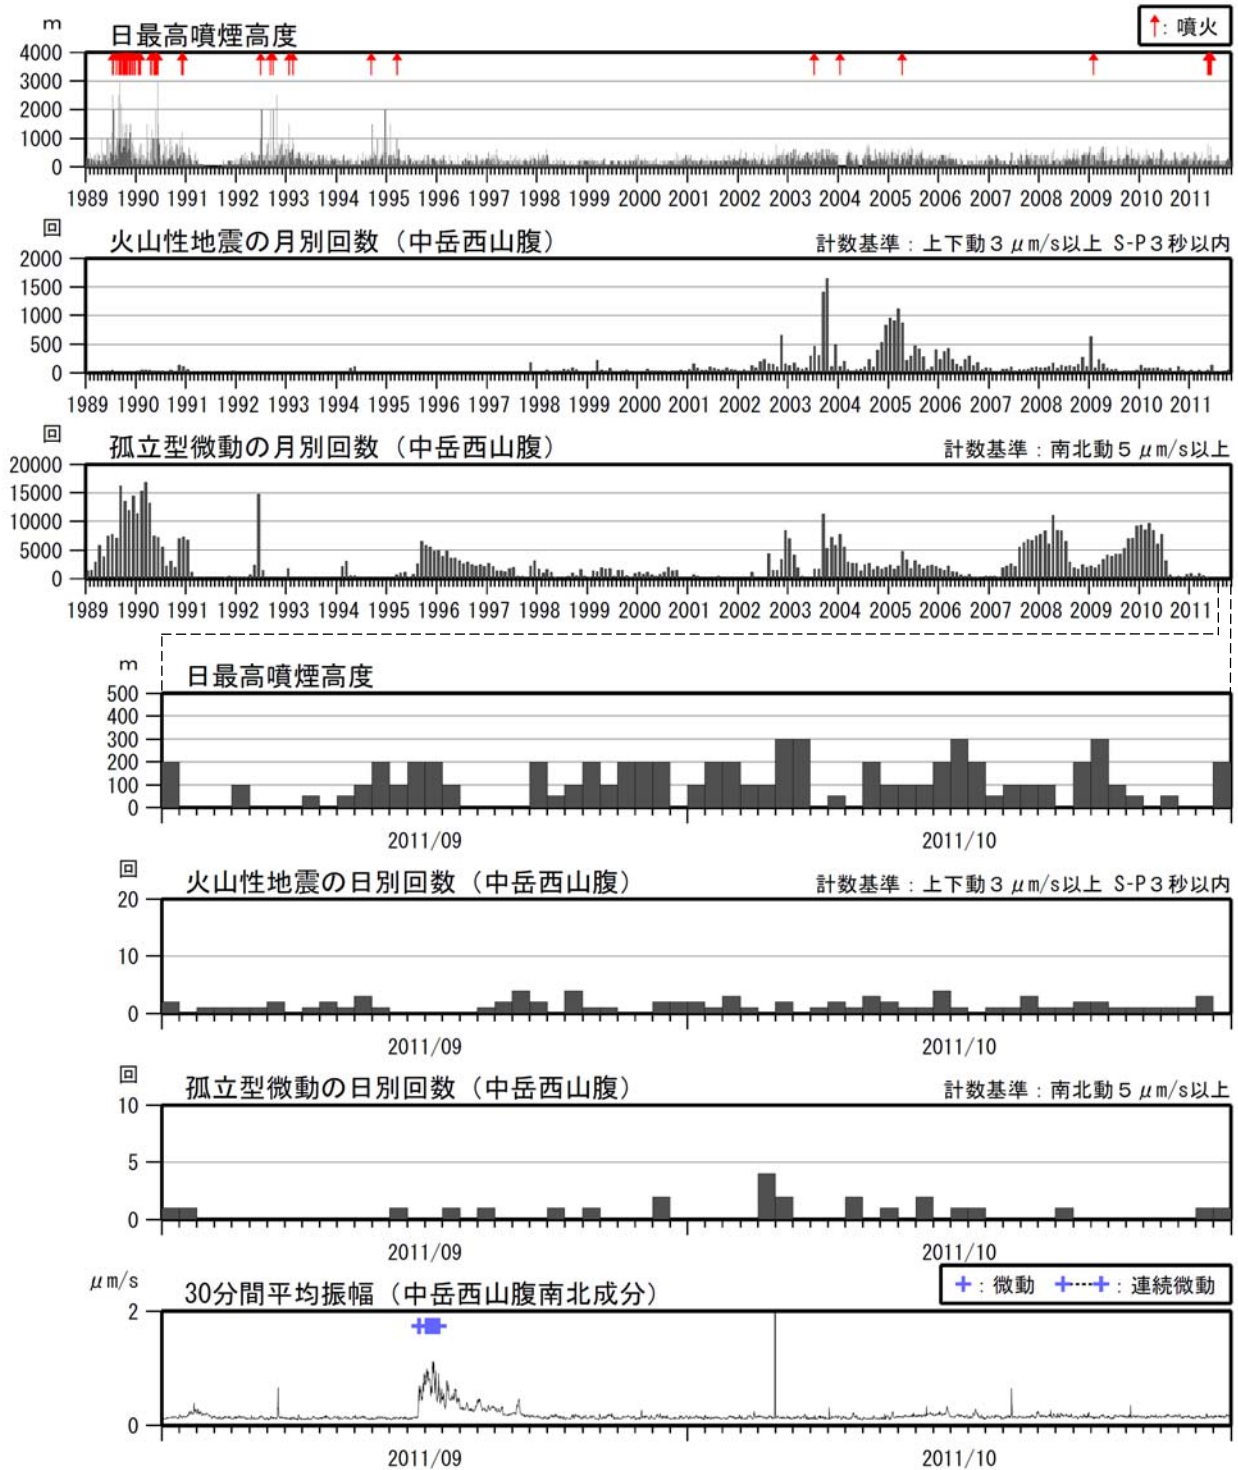 m
日最高噴煙高度
↑: 噴火
4000
3000
2000
1000
0
1989 1990 1991 1992 1993 1994 1995 1996 1997 1998 1999 2000 2001 2002 2003 2004 2005 2006 2007 2008 2009 2010 2011
回
火山性地震の月別回数（中岳西山腹） 計数基準：上下動３μm/s以上 S-P３秒以内
2000
1500
1000
500
0
1989 1990 1991 1992 1993 1994 1995 1996 1997 1998 1999 2000 2001 2002 2003 2004 2005 2006 2007 2008 2009 2010 2011
回
孤立型微動の月別回数（中岳西山腹） 計数基準：南北動５μm/s以上
20000
15000
10000
5000
0
1989 1990 1991 1992 1993 1994 1995 1996 1997 1998 1999 2000 2001 2002 2003 2004 2005 2006 2007 2008 2009 2010 2011
m
日最高噴煙高度
500
400
300
200
100
0
2011/09 2011/10
回
火山性地震の日別回数（中岳西山腹） 計数基準：上下動３μm/s以上 S-P３秒以内
20
10
0
2011/09 2011/10
回
孤立型微動の日別回数（中岳西山腹） 計数基準：南北動５μm/s以上
10
5
0
2011/09 2011/10
μm/s
30分間平均振幅（中岳西山腹南北成分）
+：微動 +----+：連続微動
2
0
2011/09 2011/10